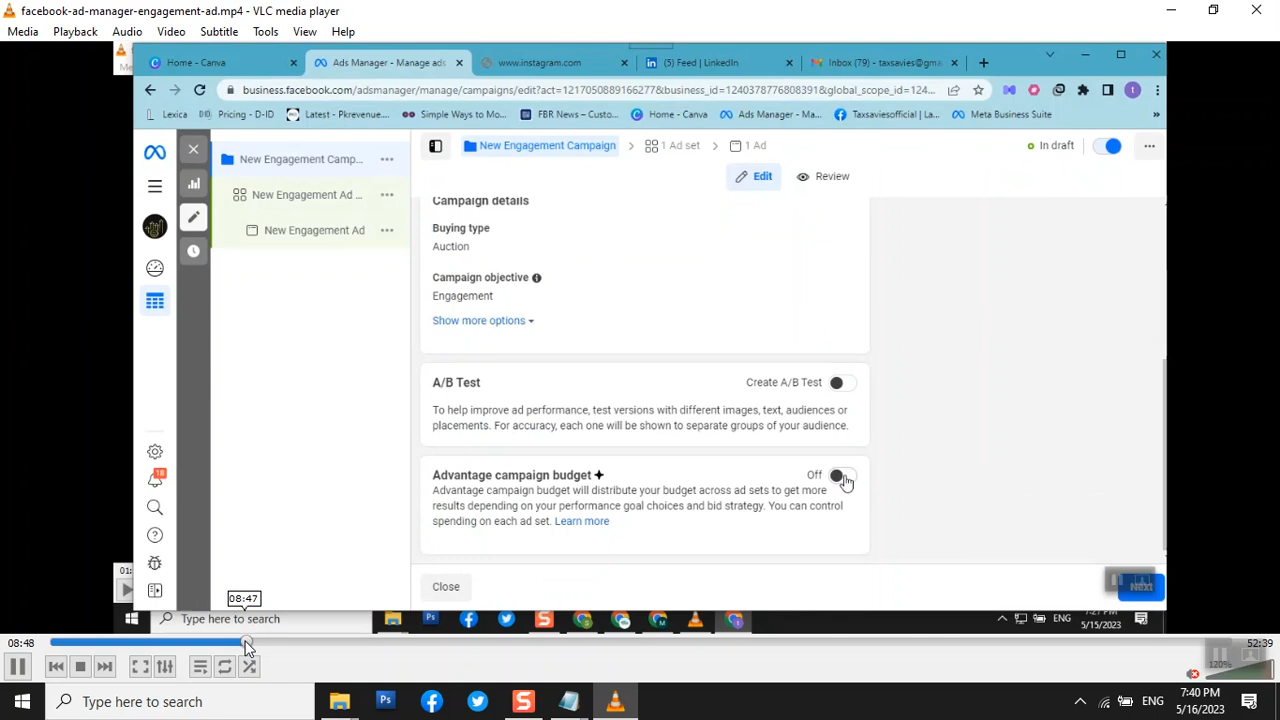 facebook-ad-manager-engagement-ad.mp4 - VLC media player
Media Playback Audio Video Subtitle Tools View Help
Home - Canva
Ads Manager - Manage ads
www.instagram.com
(5) Feed | LinkedIn
Inbox (79) - taxsavies@gma
business.facebook.com/adsmanager/manage/campaigns/edit?act=1217050889166277&business_id=1240378776808391&global_scope_id=124...
Lexica
Pricing - D-ID
Latest - Pkrevenue....
Simple Ways to Mo...
FBR News – Custo...
Home - Canva
Ads Manager - Ma...
Taxsaviesofficial | La...
Meta Business Suite
New Engagement Camp...
New Engagement Ad ...
New Engagement Ad
New Engagement Campaign
1 Ad set
1 Ad
In draft
Edit
Review
Campaign details
Buying type
Auction
Campaign objective
Engagement
Show more options
A/B Test
Create A/B Test
To help improve ad performance, test versions with different images, text, audiences or
placements. For accuracy, each one will be shown to separate groups of your audience.
Advantage campaign budget
Off
Advantage campaign budget will distribute your budget across ad sets to get more
results depending on your performance goal choices and bid strategy. You can control
spending on each ad set. Learn more
18
Close
Next
01:
08:47
Type here to search
ENG
7:27 PM
5/15/2023
08:48
52:39
120%
Type here to search
Ps
ENG
7:40 PM
5/16/2023